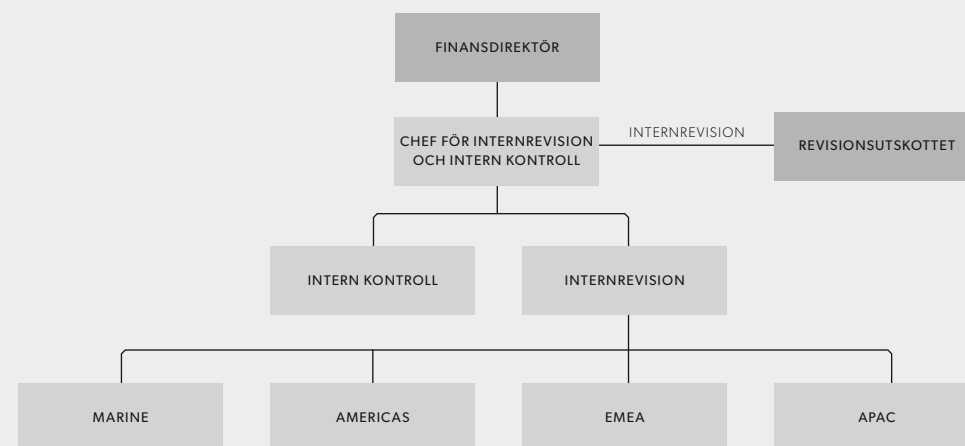 FINANSDIREKTÖR
CHEF FÖR INTERNREVISION
OCH INTERN KONTROLL
INTERNREVISION
REVISIONSUTSKOTTET
INTERN KONTROLL
INTERNREVISION
MARINE
AMERICAS
EMEA
APAC